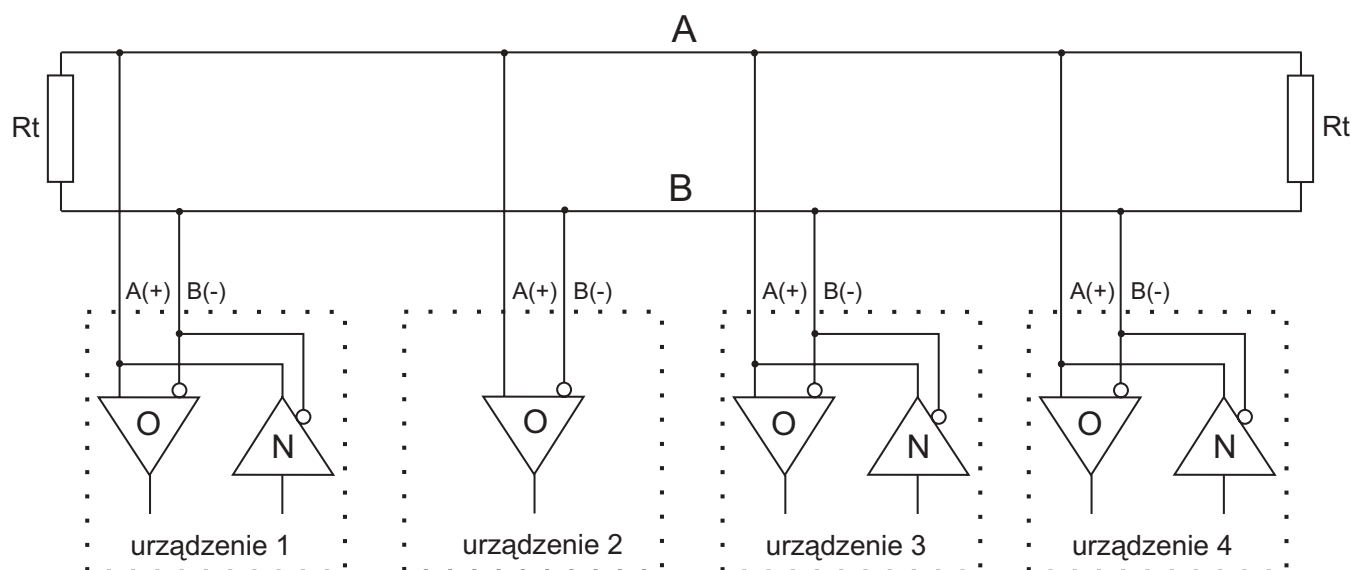 A
Rt
Rt
B
A(+) B(-)
A(+) B(-)
A(+) B(-)
A(+) B(-)
O
N
O
O
N
O
N
urządzenie 1
urządzenie 2
urządzenie 3
urządzenie 4